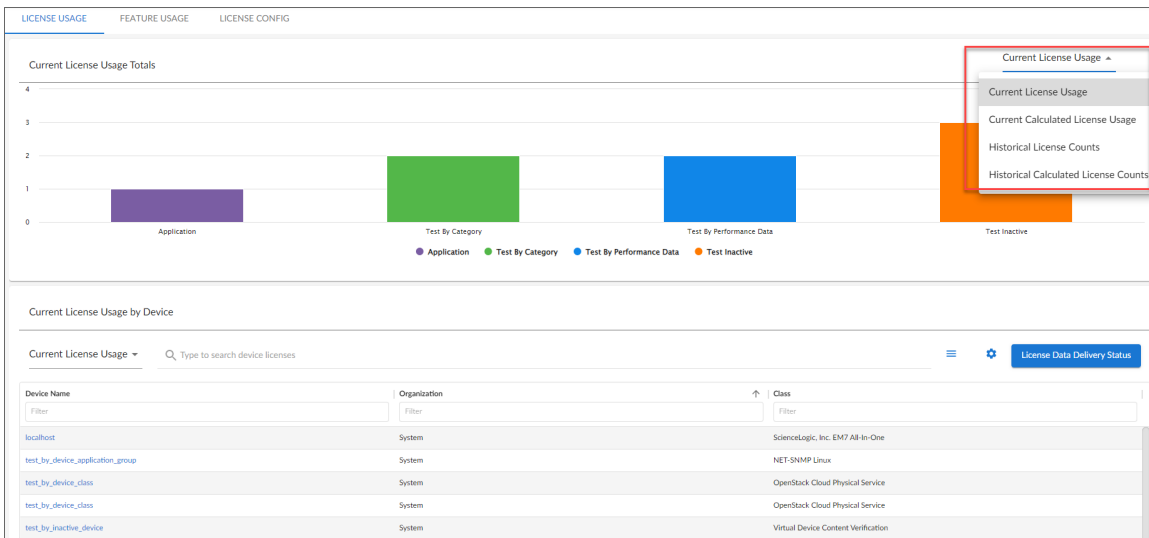 LICENSE USAGE FEATURE USAGE LICENSE CONFIG
Current License Usage Totals
Current License Usage
Current License Usage
Current Calculated License Usage
Historical License Counts
Historical Calculated License Counts
4
3
2
1
0
Application Test By Category Test By Performance Data Test Inactive
Application Test By Category Test By Performance Data Test Inactive
Current License Usage by Device
Current License Usage Type to search device licenses License Data Delivery Status
Device Name Organization Class
Filter Filter Filter
localhost System ScienceLogic, Inc. EM7 All-In-One
test_by_device_application_group System NET-SNMP Linux
test_by_device_class System OpenStack Cloud Physical Service
test_by_device_class System OpenStack Cloud Physical Service
test_by_inactive_device System Virtual Device Content Verification